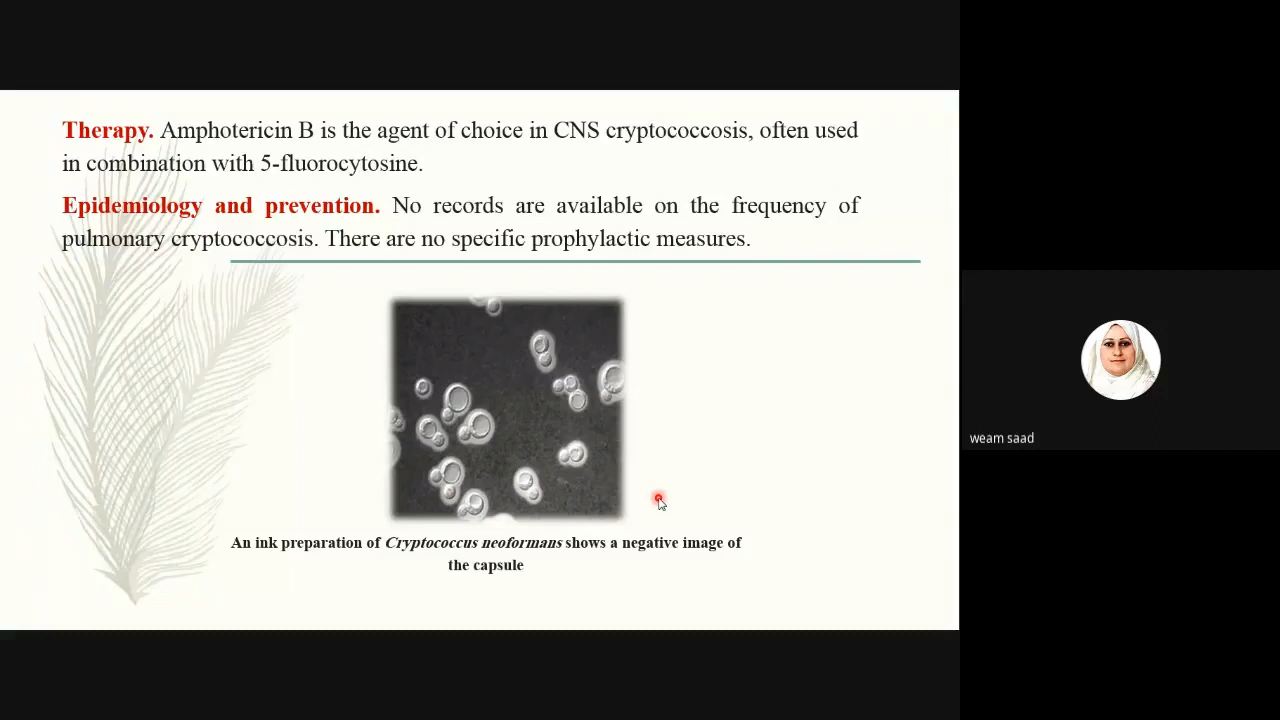 Therapy. Amphotericin B is the agent of choice in CNS cryptococcosis, often used
in combination with 5-fluorocytosine.
Epidemiology and prevention. No records are available on the frequency of
pulmonary cryptococcosis. There are no specific prophylactic measures.
An ink preparation of Cryptococcus neoformans shows a negative image of
the capsule
weam saad